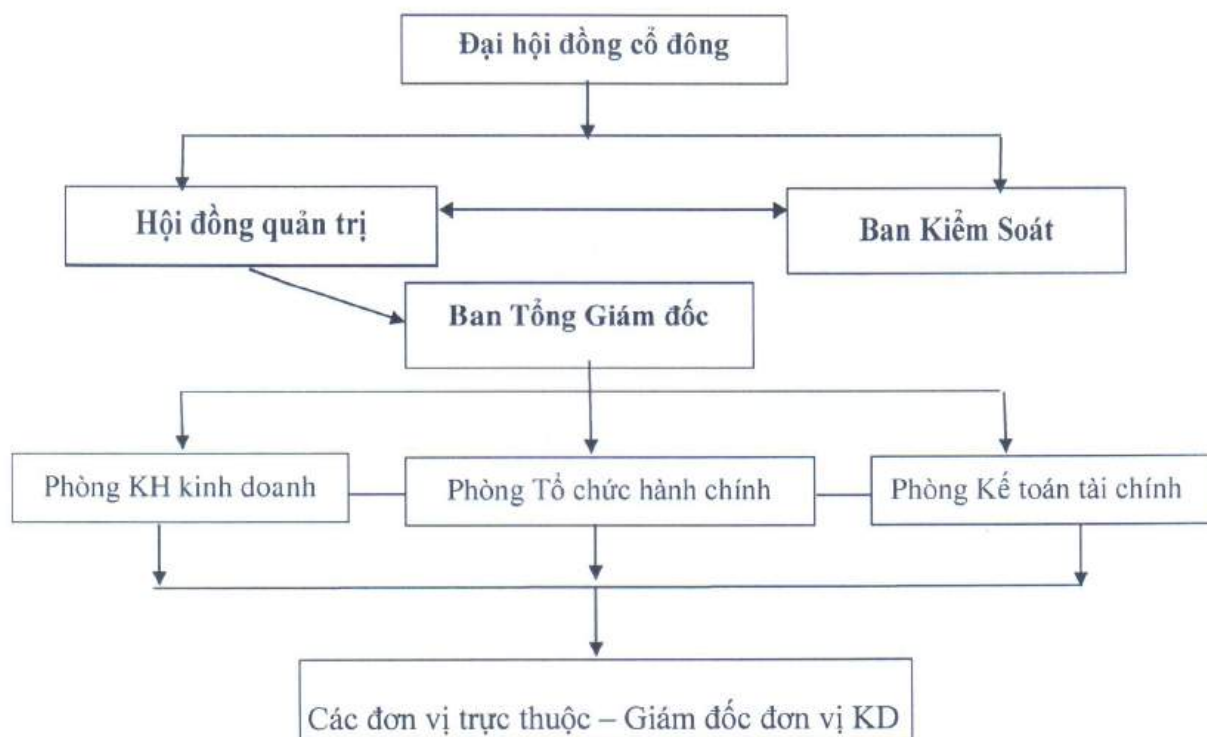 Đại hội đồng cổ đông
Hội đồng quản trị
Ban Kiểm Soát
Ban Tổng Giám đốc
Phòng KH kinh doanh
Phòng Tổ chức hành chính
Phòng Kế toán tài chính
Các đơn vị trực thuộc – Giám đốc đơn vị KD